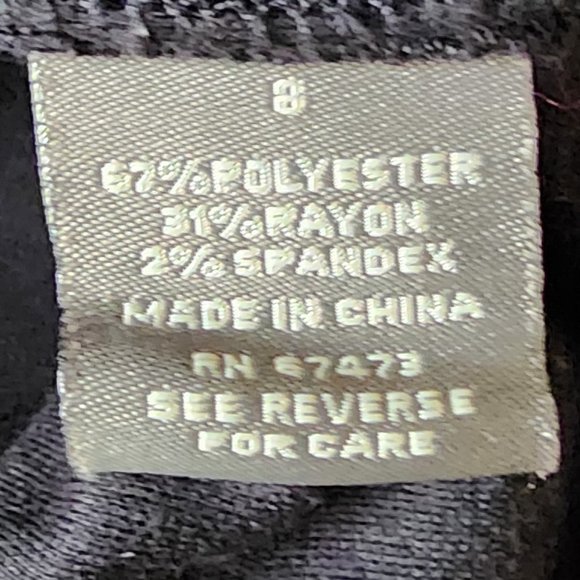 8
67% POLYESTER
31% RAYON
2% SPANDEX
MADE IN CHINA
RN 67473
SEE REVERSE
FOR CARE